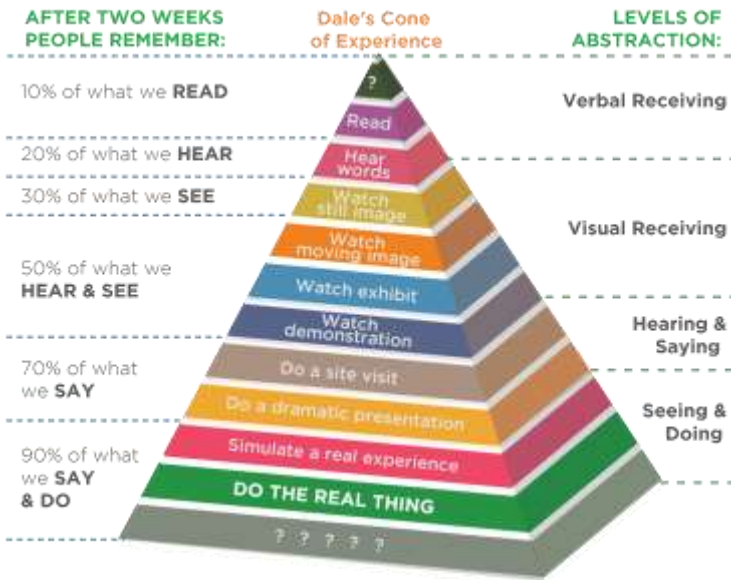 AFTER TWO WEEKS
PEOPLE REMEMBER:
Dale's Cone
of Experience
LEVELS OF
ABSTRACTION:
10% of what we READ
20% of what we HEAR
30% of what we SEE
50% of what we
HEAR & SEE
70% of what
we SAY
90% of what
we SAY
& DO
?
Read
Hear
words
Watch
still image
Watch
moving image
Watch exhibit
Watch
demonstration
Do a site visit
Do a dramatic presentation
Simulate a real experience
DO THE REAL THING
? ? ? ? ?
Verbal Receiving
Visual Receiving
Hearing &
Saying
Seeing &
Doing